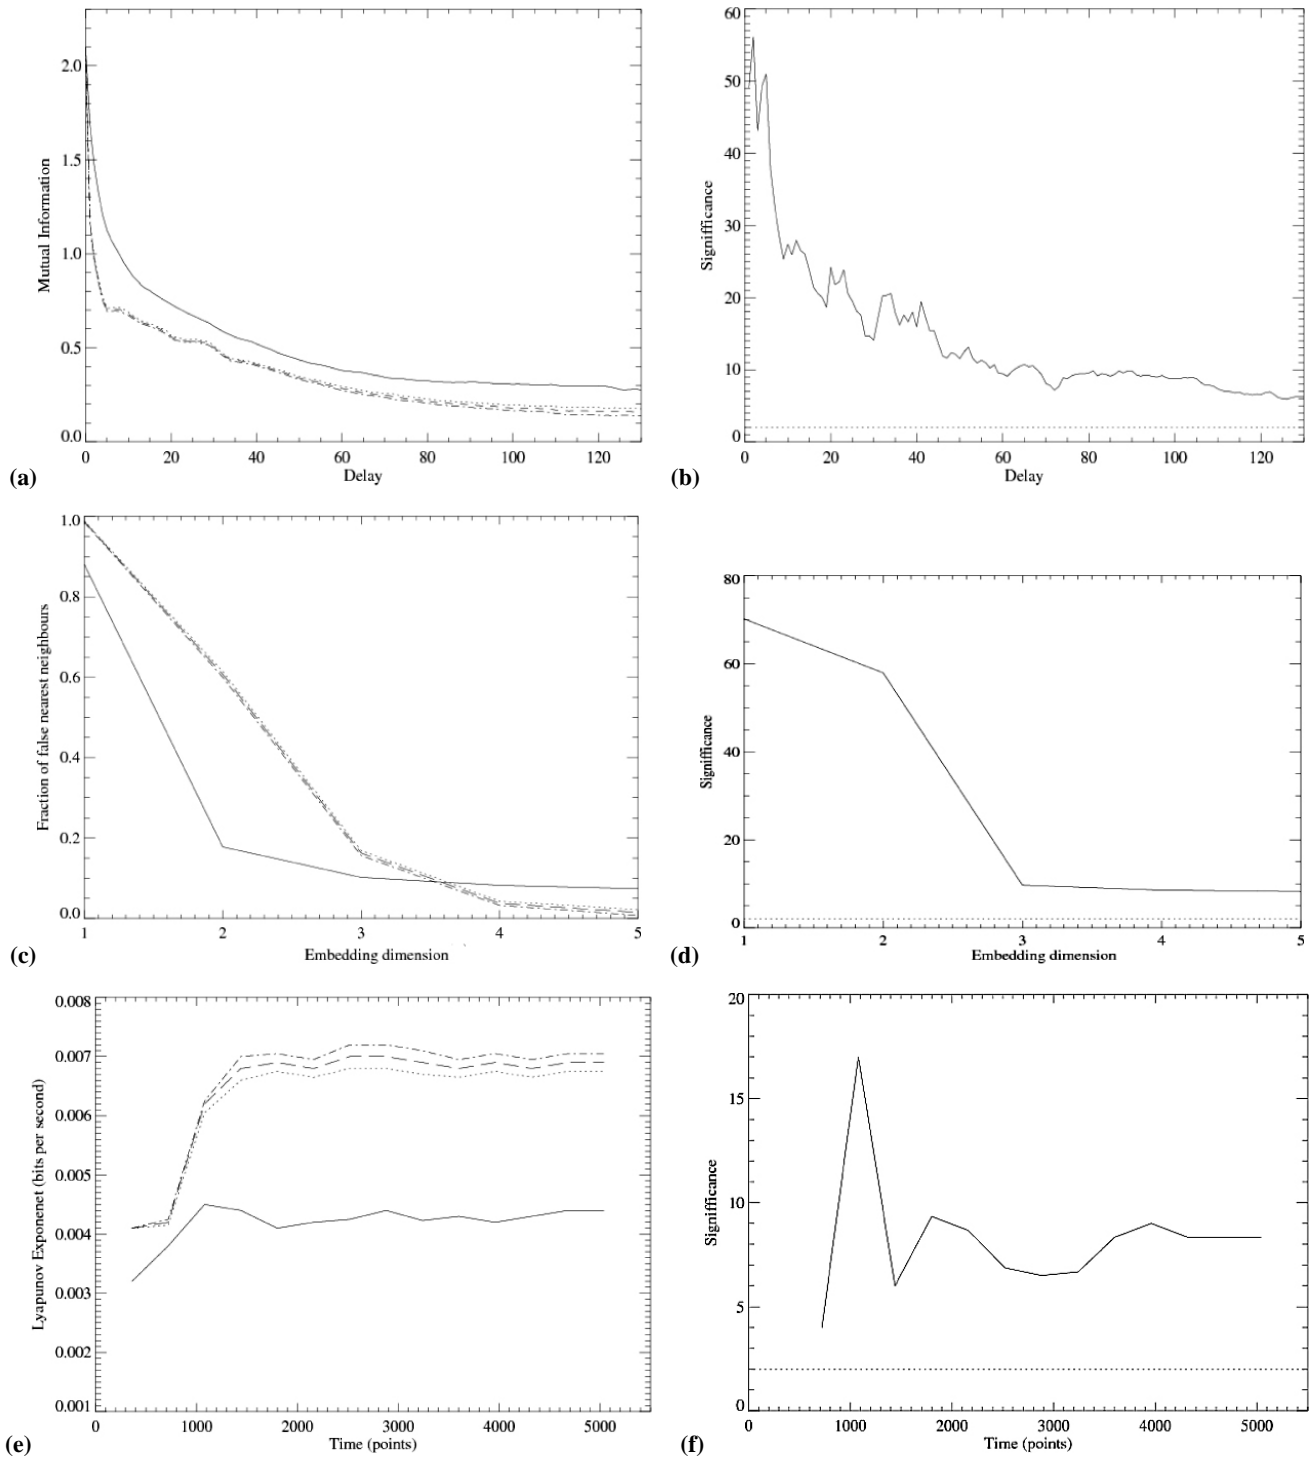 2.0
1.5
1.0
0.5
0.0
Mutual Information
0 20 40 60 80 100 120
Delay
(a)
60
50
40
30
20
10
0
Signifficance
0 20 40 60 80 100 120
Delay
(b)
1.0
0.8
0.6
0.4
0.2
0.0
Fraction of false nearest neighbours
1 2 3 4 5
Embedding dimension
(c)
80
60
40
20
0
Signifficance
1 2 3 4 5
Embedding dimension
(d)
0.008
0.007
0.006
0.005
0.004
0.003
0.002
0.001
Lyapunov Exponenet (bits per second)
0 1000 2000 3000 4000 5000
Time (points)
(e)
20
15
10
5
0
Signifficance
0 1000 2000 3000 4000 5000
Time (points)
(f)